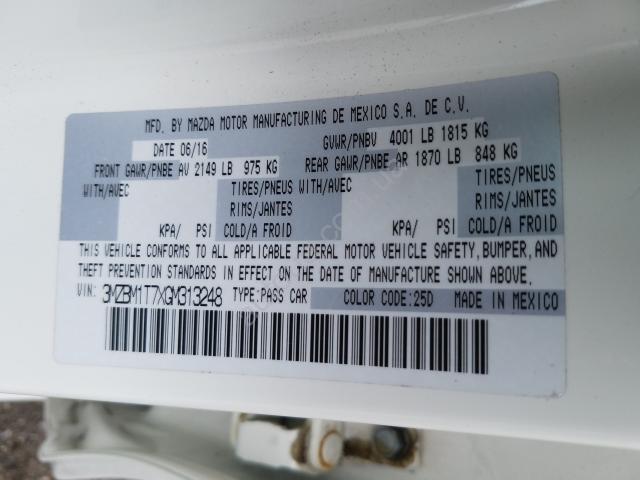 MFD. BY MAZDA MOTOR MANUFACTURING DE MEXICO S.A. DE C.V.
DATE 06/16 GVWR/PNBV 4001 LB 1815 KG
FRONT GAWR/PNBE AV 2149 LB 975 KG REAR GAWR/PNBE AR 1870 LB 848 KG
WITH/AVEC TIRES/PNEUS WITH/AVEC TIRES/PNEUS
RIMS/JANTES RIMS/JANTES
KPA/ PSI COLD/A FROID KPA/ PSI COLD/A FROID
THIS VEHICLE CONFORMS TO ALL APPLICABLE FEDERAL MOTOR VEHICLE SAFETY, BUMPER, AND
THEFT PREVENTION STANDARDS IN EFFECT ON THE DATE OF MANUFACTURE SHOWN ABOVE.
VIN: 3MZBM1T7XGM313248 TYPE:PASS CAR COLOR CODE:25D MADE IN MEXICO